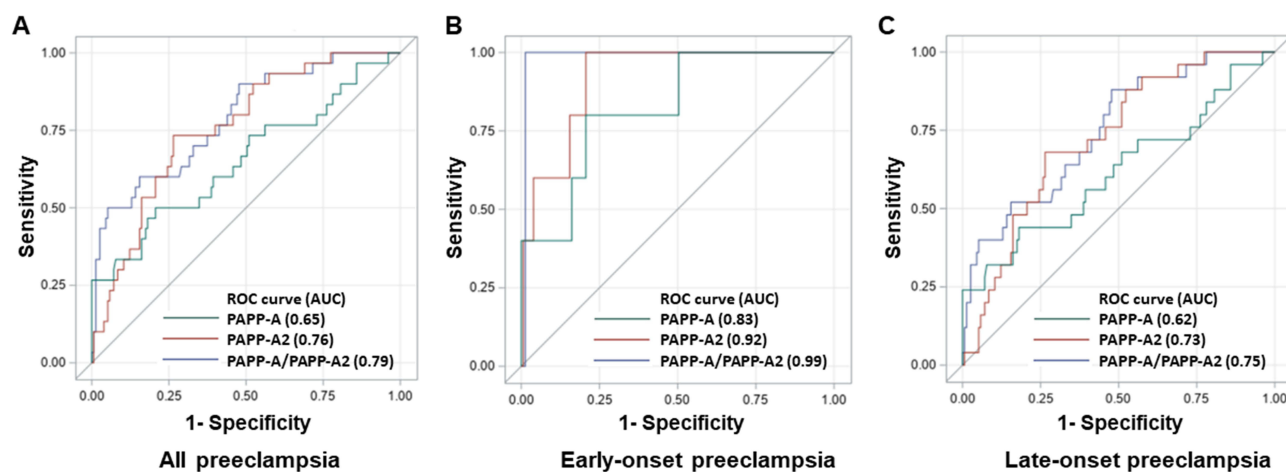 A
Sensitivity
1.00
0.75
0.50
0.25
0.00
ROC curve (AUC)
PAPP-A (0.65)
PAPP-A2 (0.76)
PAPP-A/PAPP-A2 (0.79)
0.00 0.25 0.50 0.75 1.00
1- Specificity
All preeclampsia
B
Sensitivity
1.00
0.75
0.50
0.25
0.00
ROC curve (AUC)
PAPP-A (0.83)
PAPP-A2 (0.92)
PAPP-A/PAPP-A2 (0.99)
0.00 0.25 0.50 0.75 1.00
1- Specificity
Early-onset preeclampsia
C
Sensitivity
1.00
0.75
0.50
0.25
0.00
ROC curve (AUC)
PAPP-A (0.62)
PAPP-A2 (0.73)
PAPP-A/PAPP-A2 (0.75)
0.00 0.25 0.50 0.75 1.00
1- Specificity
Late-onset preeclampsia